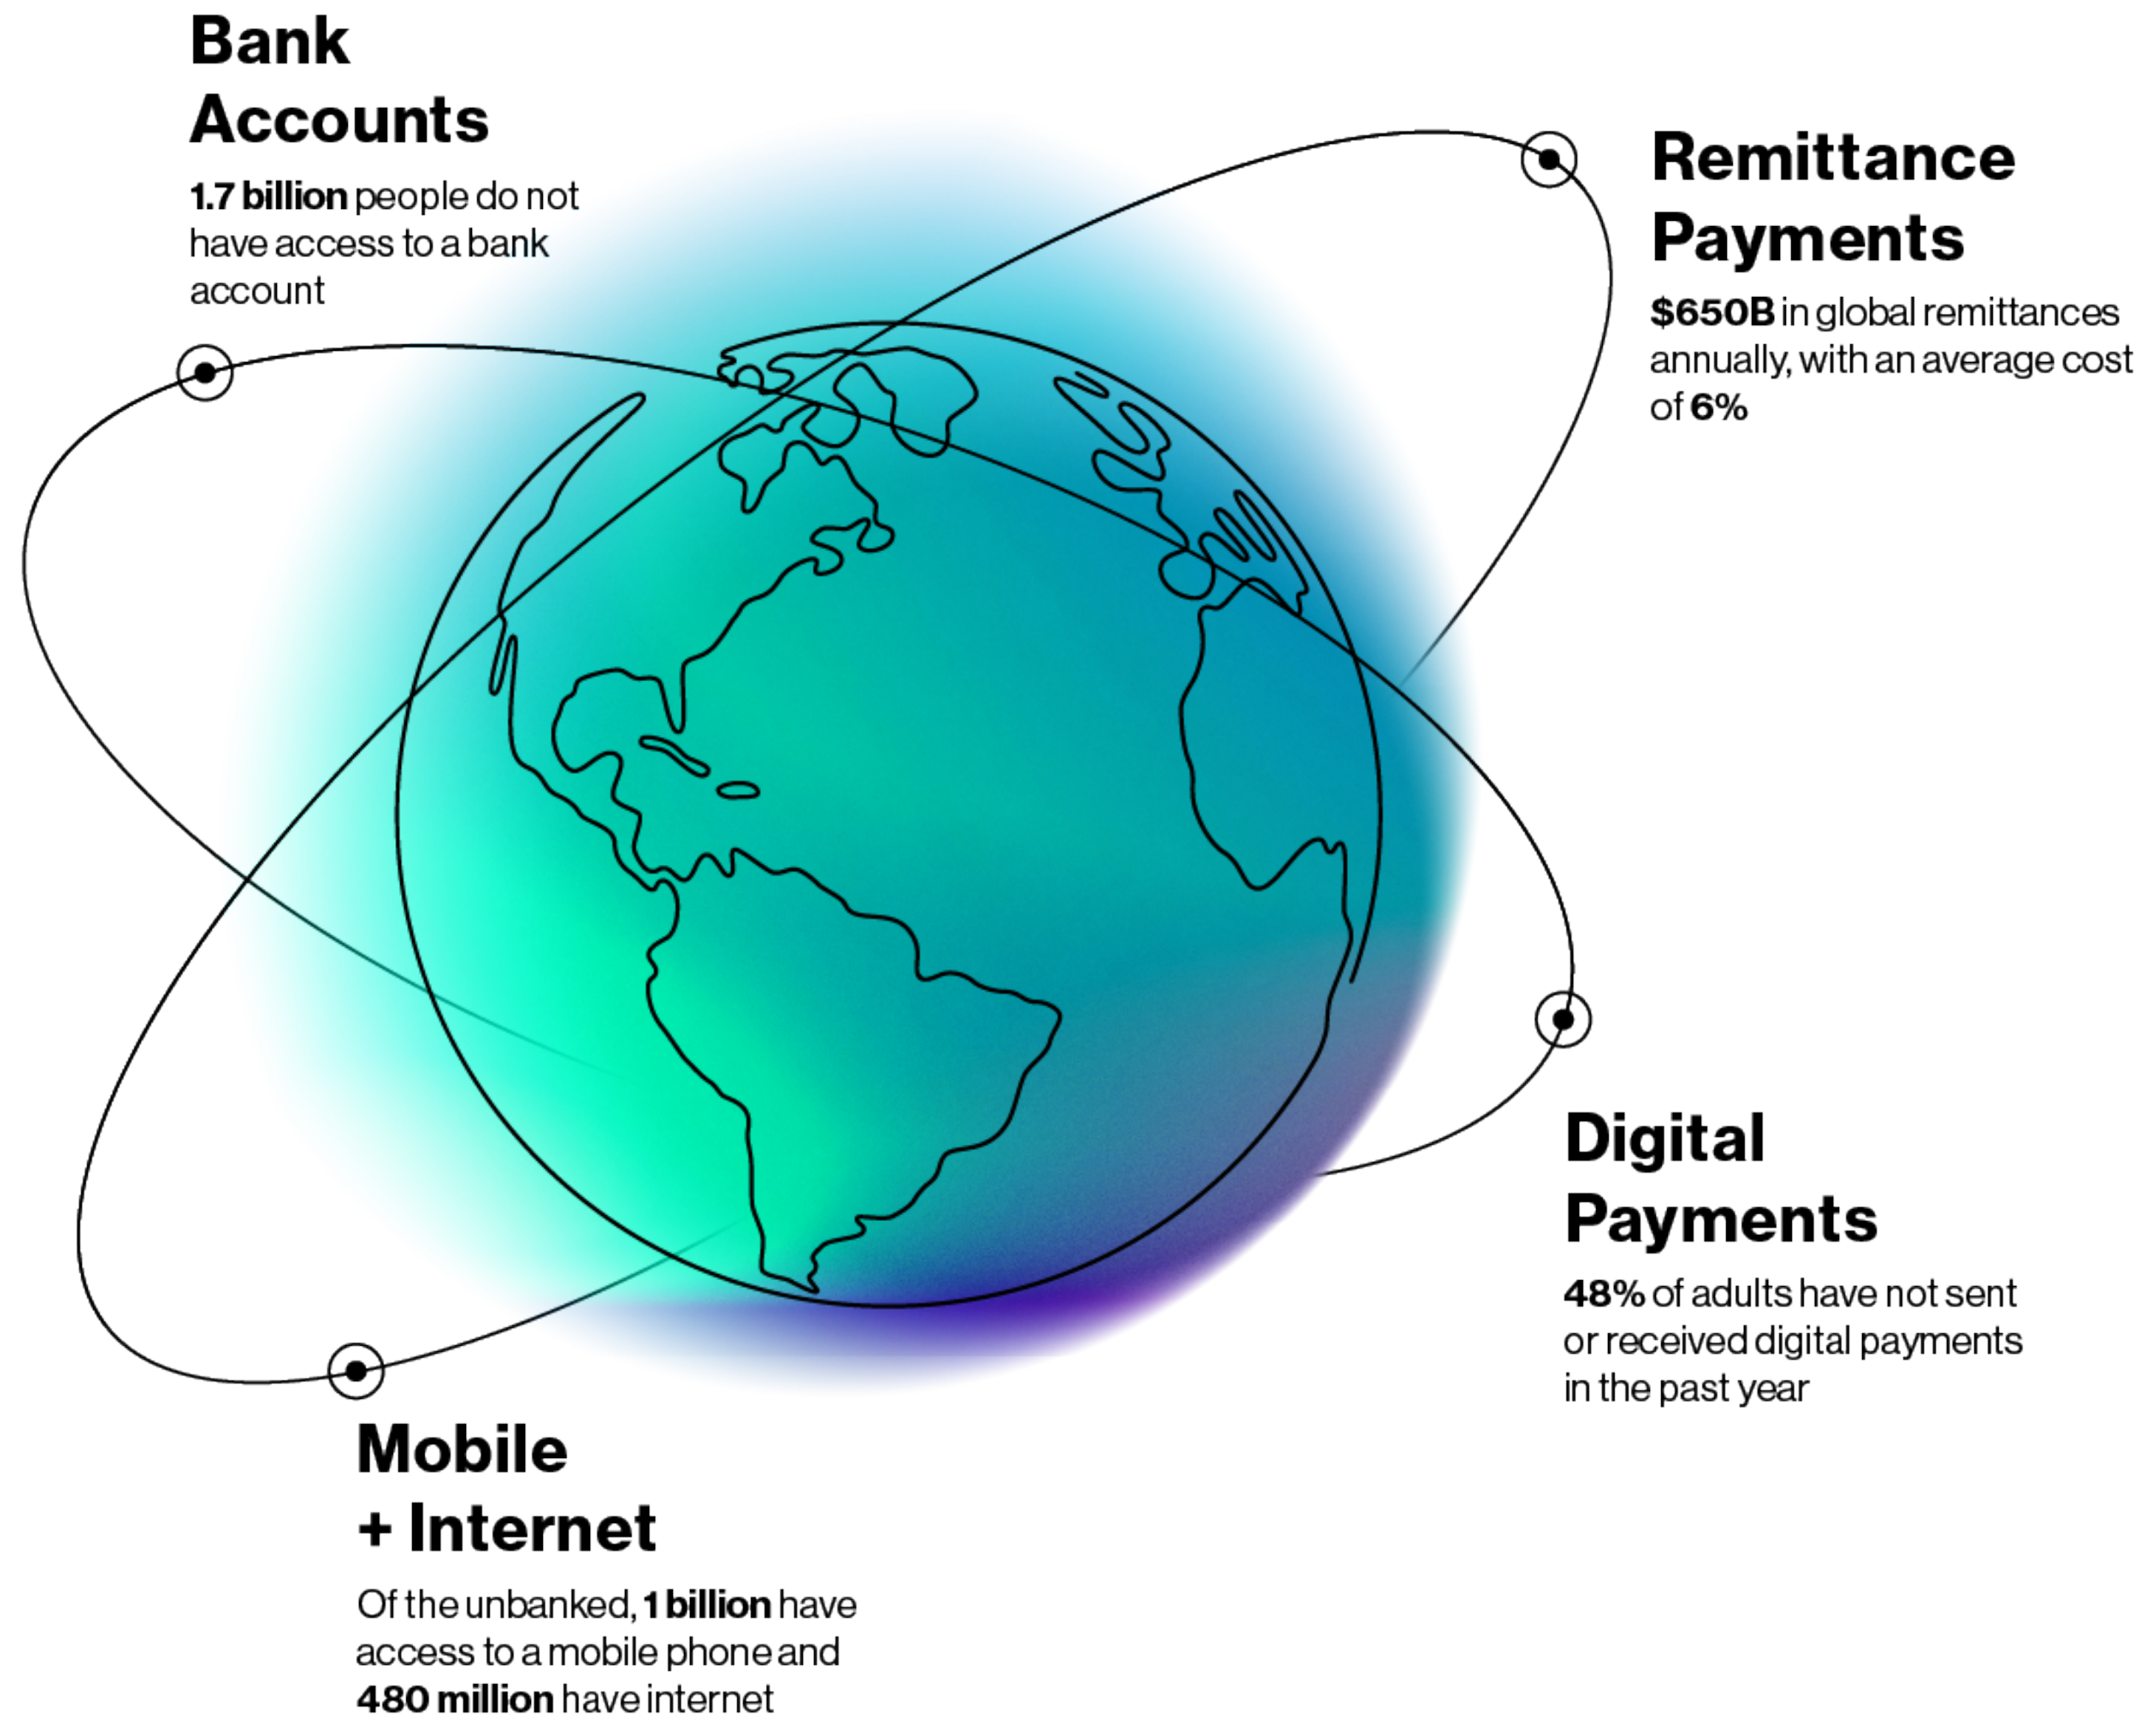 Bank
Accounts
1.7 billion people do not
have access to a bank
account
Remittance
Payments
$650B in global remittances
annually, with an average cost
of 6%
Digital
Payments
48% of adults have not sent
or received digital payments
in the past year
Mobile
+ Internet
Of the unbanked, 1 billion have
access to a mobile phone and
480 million have internet